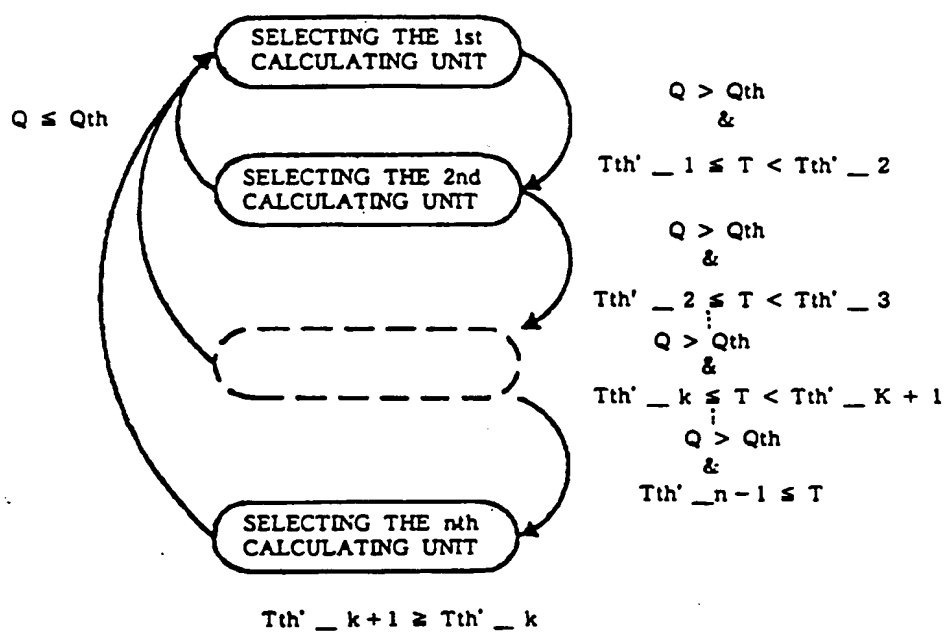 SELECTING THE 1st
CALCULATING UNIT
Q ≦ Qth
Q > Qth
&
Tth' _ 1 ≦ T < Tth' _ 2
SELECTING THE 2nd
CALCULATING UNIT
Q > Qth
&
Tth' _ 2 ≦ T < Tth' _ 3
Q > Qth
&
Tth' _ k ≦ T < Tth' _ K + 1
Q > Qth
&
Tth' _n-1 ≦ T
SELECTING THE nth
CALCULATING UNIT
Tth' _ k+1 ≧ Tth' _ k